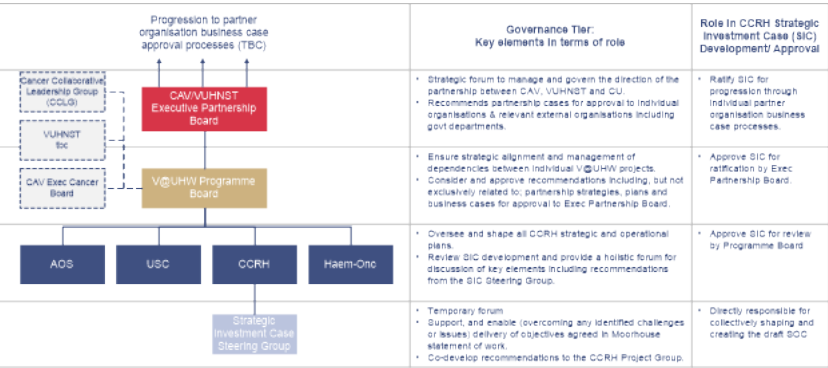 Progression to partner
organisation business case
approval processes (TBC)
Governance Tier:
Key elements in terms of role
Role in CCRH Strategic
Investment Case (SIC)
Development/ Approval
Cancer Collaborative
Leadership Group
(CCLG)
VUHNST
tbc
CAV Exec Cancer
Board
CAV/VUHNST
Executive Partnership
Board
• Strategic forum to manage and govern the direction of the
partnership between CAV, VUHNST and CU.
• Recommends partnership cases for approval to individual
organisations & relevant external organisations including
govt departments.
• Ratify SIC for
progression through
individual partner
organisation business
case processes.
V@UHW Programme
Board
• Ensure strategic alignment and management of
dependencies between individual V@UHW projects.
• Consider and approve recommendations including, but not
exclusively related to; partnership strategies, plans and
business cases for approval to Exec Partnership Board.
• Approve SIC for
ratification by Exec
Partnership Board.
AOS
USC
CCRH
Haem-Onc
• Oversee and shape all CCRH strategic and operational
plans.
• Review SIC development and provide a holistic forum for
discussion of key elements including recommendations
from the SIC Steering Group.
• Approve SIC for review
by Programme Board
Strategic
Investment Case
Steering Group
• Temporary forum
• Support, and enable (overcoming any identified challenges
or issues) delivery of objectives agreed in Moorhouse
statement of work.
• Co-develop recommendations to the CCRH Project Group.
• Directly responsible for
collectively shaping and
creating the draft SOC